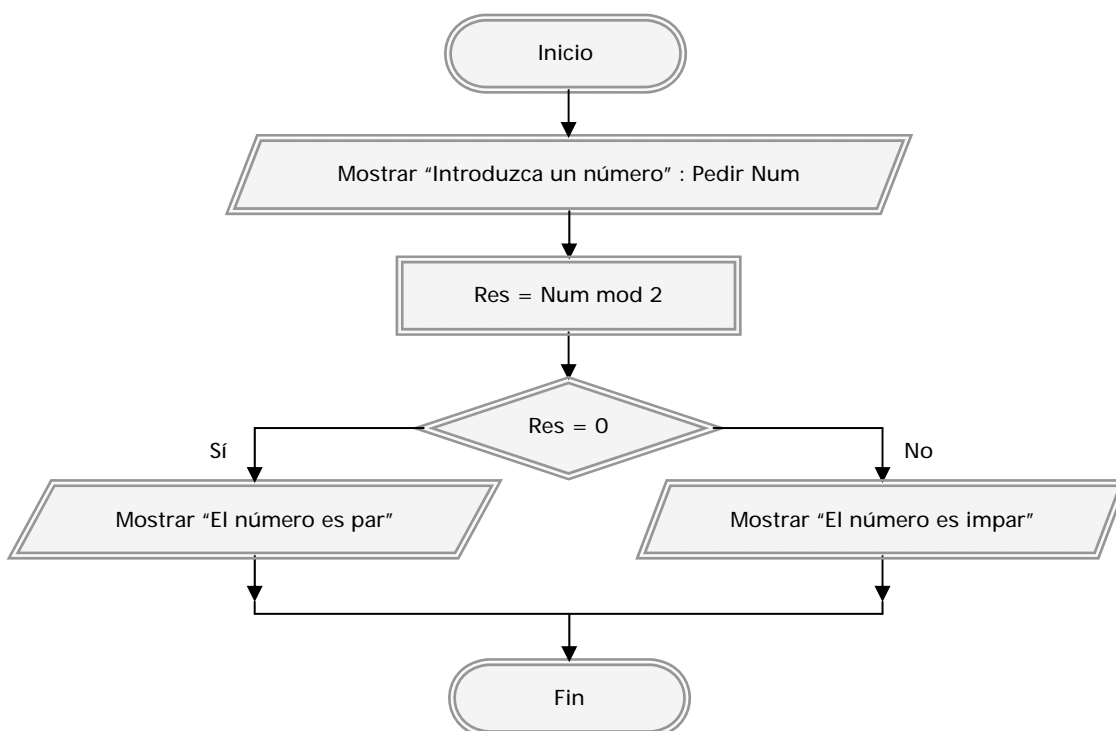 Inicio
Mostrar “Introduzca un número” : Pedir Num
Res = Num mod 2
Res = 0
Sí
No
Mostrar “El número es par”
Mostrar “El número es impar”
Fin